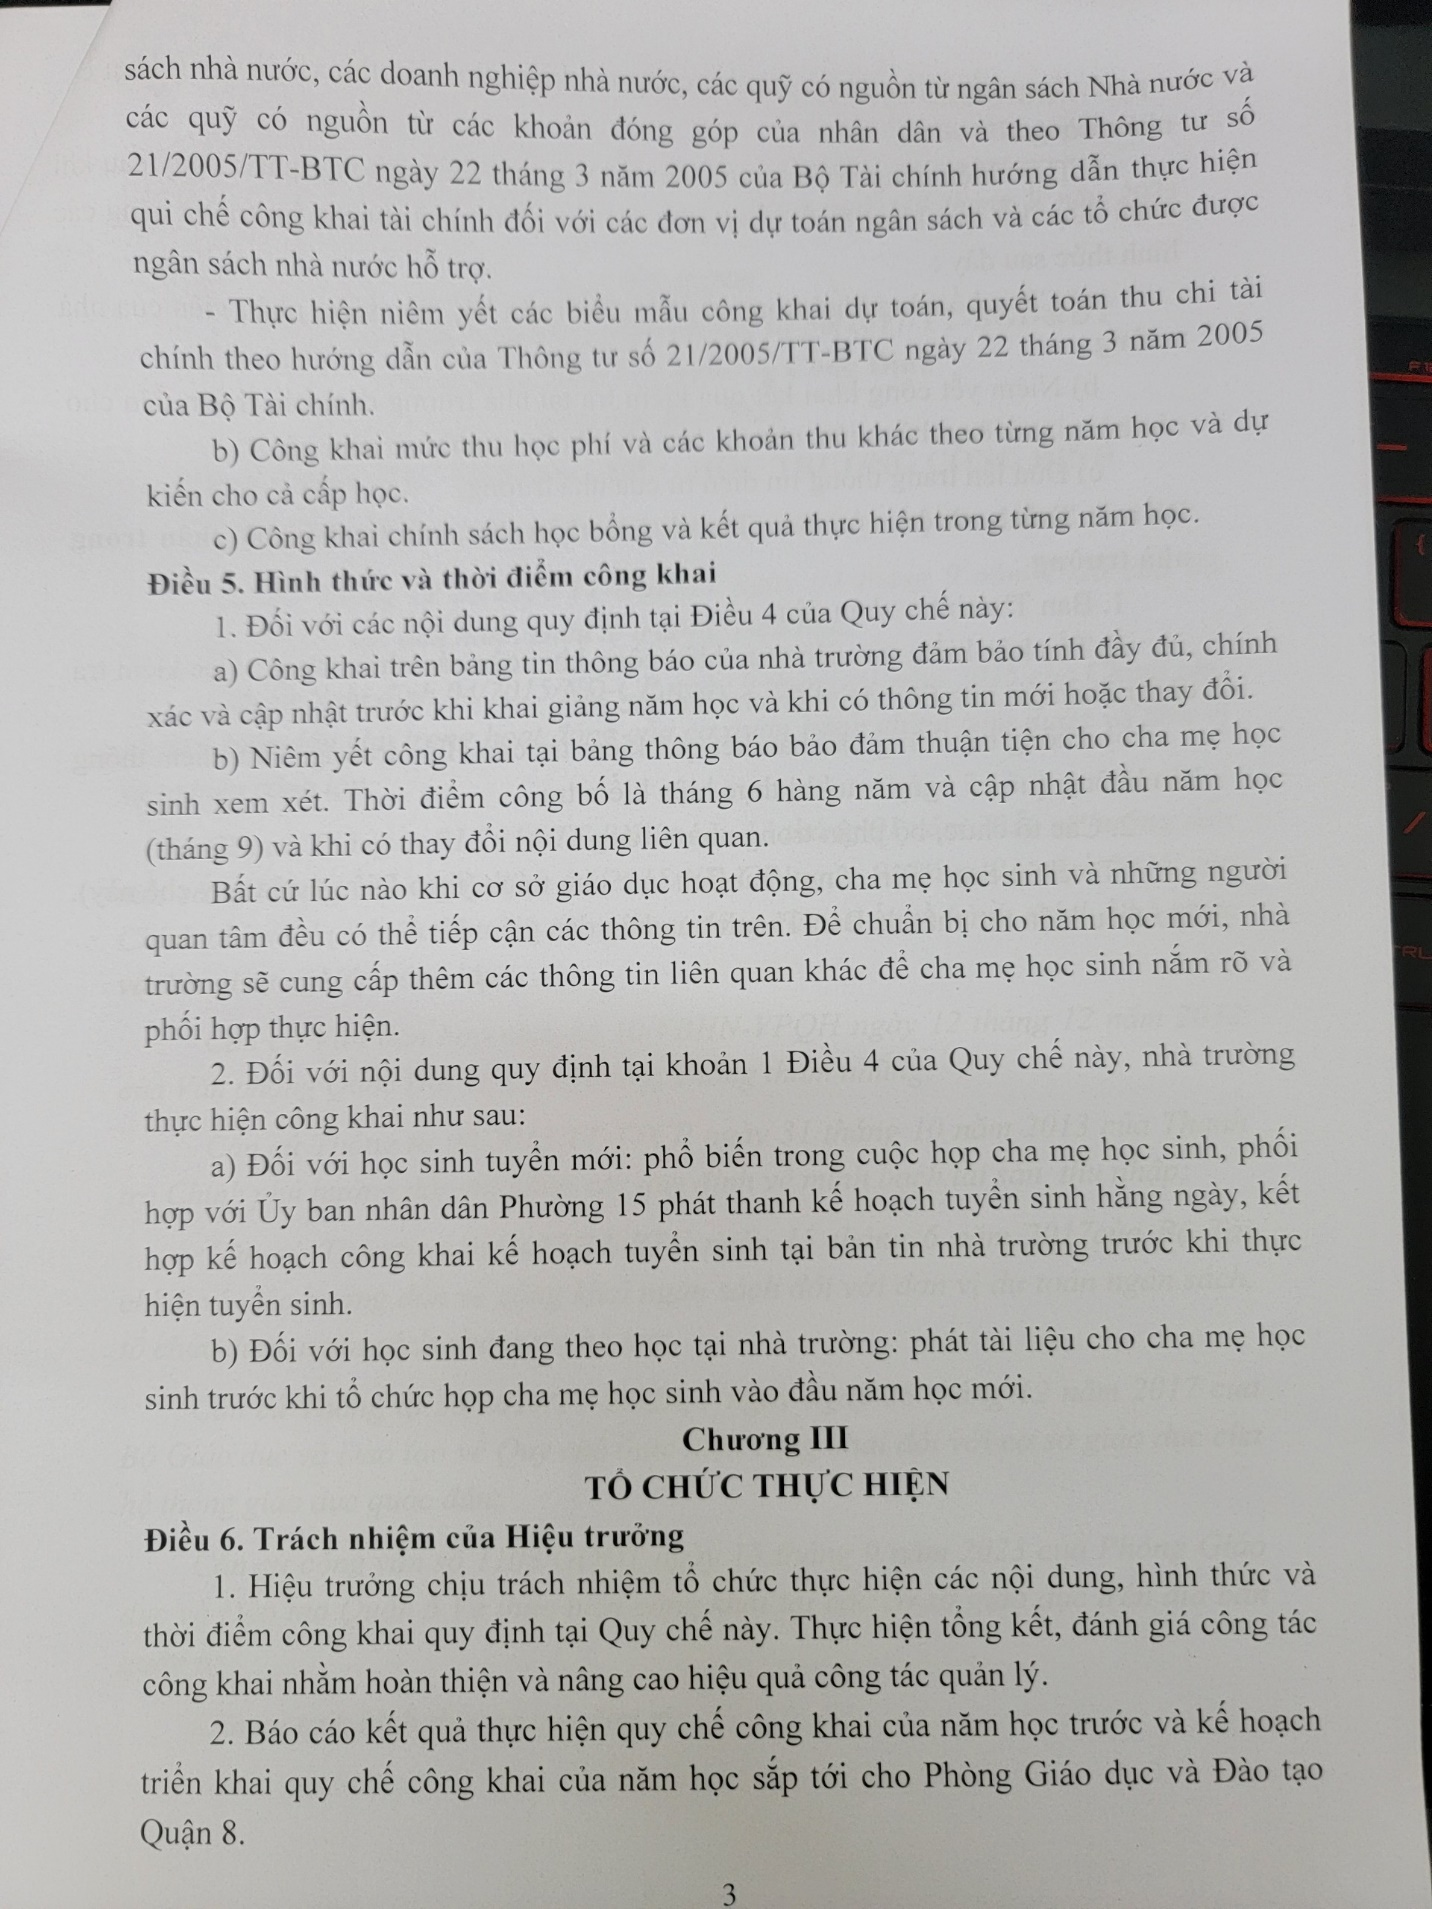 sách nhà nước, các doanh nghiệp nhà nước, các quỹ có nguồn từ ngân sách Nhà nước và
các quỹ có nguồn từ các khoản đóng góp của nhân dân và theo Thông tư số
21/2005/TT-BTC ngày 22 tháng 3 năm 2005 của Bộ Tài chính hướng dẫn thực hiện
qui chế công khai tài chính đối với các đơn vị dự toán ngân sách và các tổ chức được
ngân sách nhà nước hỗ trợ.
- Thực hiện niêm yết các biểu mẫu công khai dự toán, quyết toán thu chi tài
chính theo hướng dẫn của Thông tư số 21/2005/TT-BTC ngày 22 tháng 3 năm 2005
của Bộ Tài chính.
b) Công khai mức thu học phí và các khoản thu khác theo từng năm học và dự
kiến cho cả cấp học.
c) Công khai chính sách học bổng và kết quả thực hiện trong từng năm học.
Điều 5. Hình thức và thời điểm công khai
1. Đối với các nội dung quy định tại Điều 4 của Quy chế này:
a) Công khai trên bảng tin thông báo của nhà trường đảm bảo tính đầy đủ, chính
xác và cập nhật trước khi khai giảng năm học và khi có thông tin mới hoặc thay đổi.
b) Niêm yết công khai tại bảng thông báo bảo đảm thuận tiện cho cha mẹ học
sinh xem xét. Thời điểm công bố là tháng 6 hàng năm và cập nhật đầu năm học
(tháng 9) và khi có thay đổi nội dung liên quan.
Bất cứ lúc nào khi cơ sở giáo dục hoạt động, cha mẹ học sinh và những người
quan tâm đều có thể tiếp cận các thông tin trên. Để chuẩn bị cho năm học mới, nhà
trường sẽ cung cấp thêm các thông tin liên quan khác để cha mẹ học sinh nắm rõ và
phối hợp thực hiện.
2. Đối với nội dung quy định tại khoản 1 Điều 4 của Quy chế này, nhà trường
thực hiện công khai như sau:
a) Đối với học sinh tuyển mới: phổ biến trong cuộc họp cha mẹ học sinh, phối
hợp với Ủy ban nhân dân Phường 15 phát thanh kế hoạch tuyển sinh hằng ngày, kết
hợp kế hoạch công khai kế hoạch tuyển sinh tại bản tin nhà trường trước khi thực
hiện tuyển sinh.
b) Đối với học sinh đang theo học tại nhà trường: phát tài liệu cho cha mẹ học
sinh trước khi tổ chức họp cha mẹ học sinh vào đầu năm học mới.
Chương III
TỔ CHỨC THỰC HIỆN
Điều 6. Trách nhiệm của Hiệu trưởng
1. Hiệu trưởng chịu trách nhiệm tổ chức thực hiện các nội dung, hình thức và
thời điểm công khai quy định tại Quy chế này. Thực hiện tổng kết, đánh giá công tác
công khai nhằm hoàn thiện và nâng cao hiệu quả công tác quản lý.
2. Báo cáo kết quả thực hiện quy chế công khai của năm học trước và kế hoạch
triển khai quy chế công khai của năm học sắp tới cho Phòng Giáo dục và Đào tạo
Quận 8.
3